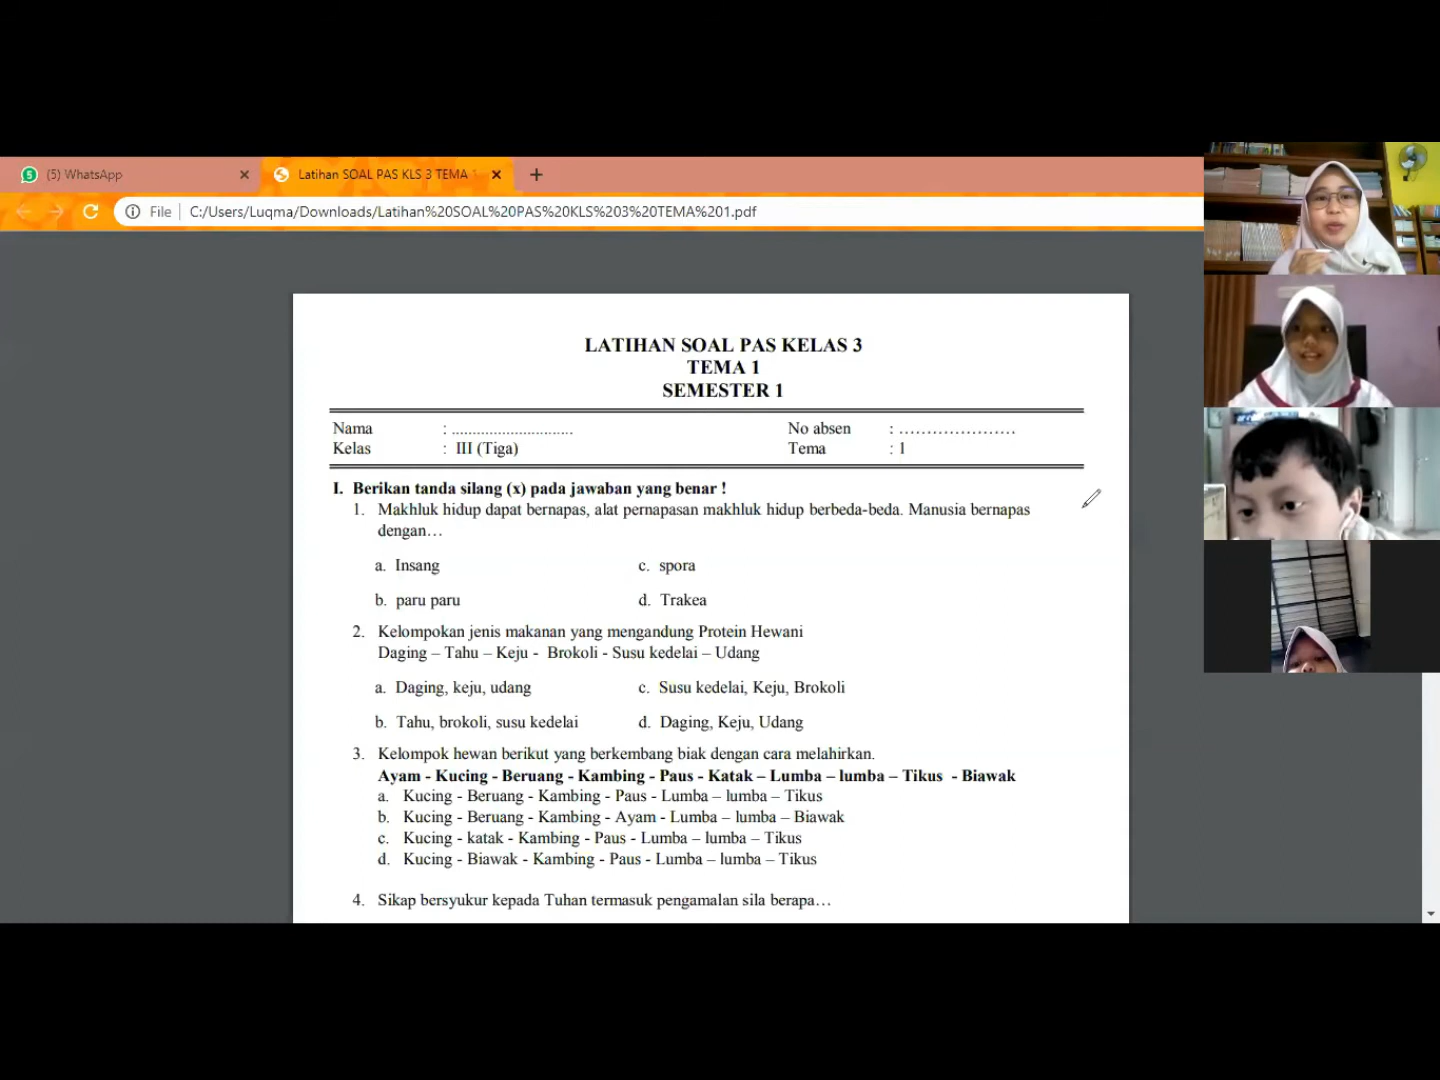 (5) WhatsApp
Latihan SOAL PAS KLS 3 TEMA 1
File C:/Users/Luqma/Downloads/Latihan%20SOAL%20PAS%20KLS%203%20TEMA%201.pdf
LATIHAN SOAL PAS KELAS 3
TEMA 1
SEMESTER 1
Nama : ............................. No absen : .....................
Kelas : III (Tiga) Tema : 1
I. Berikan tanda silang (x) pada jawaban yang benar !
1. Makhluk hidup dapat bernapas, alat pernapasan makhluk hidup berbeda-beda. Manusia bernapas
dengan…
a. Insang c. spora
b. paru paru d. Trakea
2. Kelompokan jenis makanan yang mengandung Protein Hewani
Daging – Tahu – Keju - Brokoli - Susu kedelai – Udang
a. Daging, keju, udang c. Susu kedelai, Keju, Brokoli
b. Tahu, brokoli, susu kedelai d. Daging, Keju, Udang
3. Kelompok hewan berikut yang berkembang biak dengan cara melahirkan.
Ayam - Kucing - Beruang - Kambing - Paus - Katak – Lumba – lumba – Tikus - Biawak
a. Kucing - Beruang - Kambing - Paus - Lumba – lumba – Tikus
b. Kucing - Beruang - Kambing - Ayam - Lumba – lumba – Biawak
c. Kucing - katak - Kambing - Paus - Lumba – lumba – Tikus
d. Kucing - Biawak - Kambing - Paus - Lumba – lumba – Tikus
4. Sikap bersyukur kepada Tuhan termasuk pengamalan sila berapa…